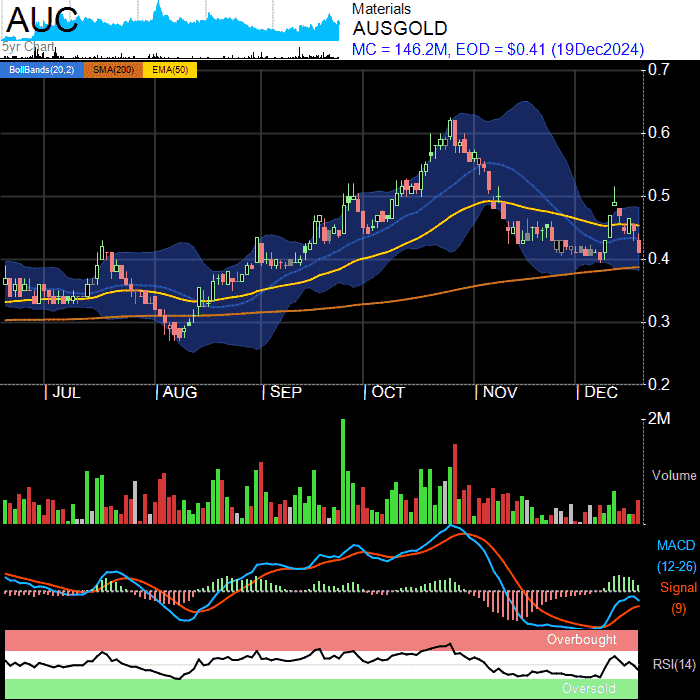 AUC
5yr Chart
Materials
AUSGOLD
MC = 146.2M, EOD = $0.41 (19Dec2024)
BollBands(20,2) SMA(200) EMA(50)
0.7
0.6
0.5
0.4
0.3
0.2
| JUL | AUG | SEP | OCT | NOV | DEC
2M
Volume
MACD
(12-26)
Signal
(9)
Overbought
RSI(14)
Oversold